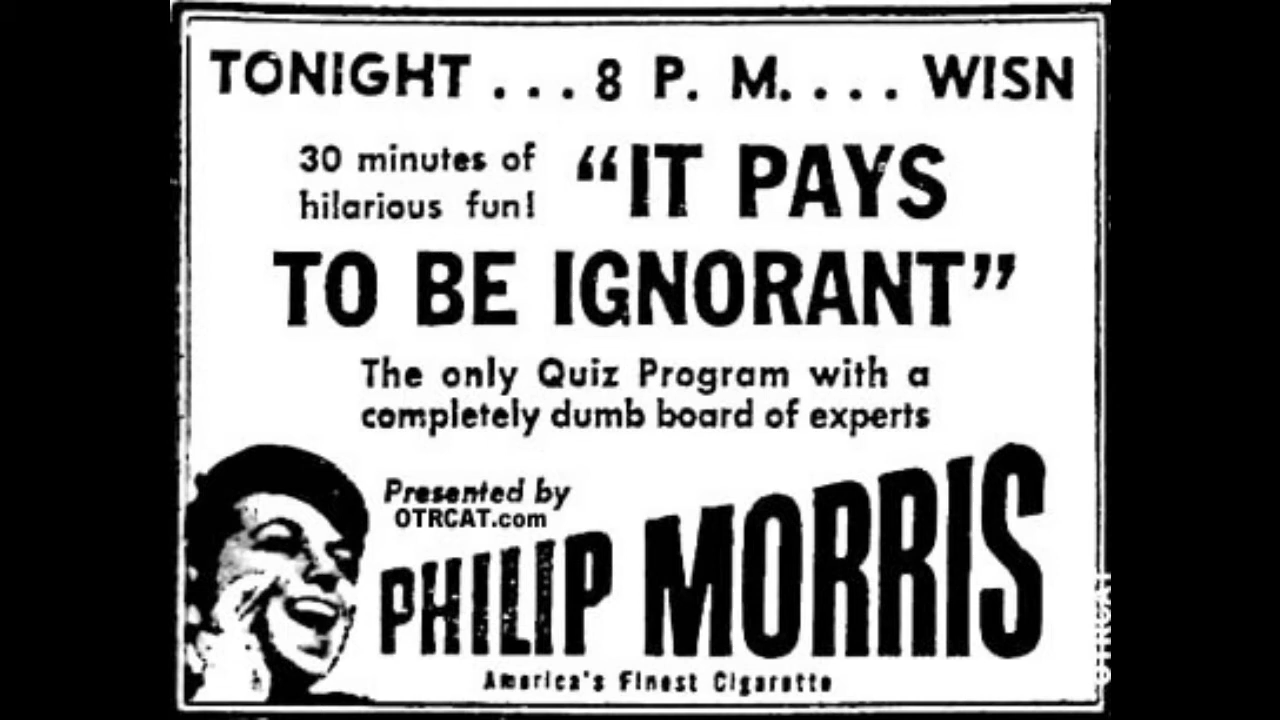 TONIGHT ... 8 P. M. .... WISN
30 minutes of
hilarious fun!
"IT PAYS
TO BE IGNORANT"
The only Quiz Program with a
completely dumb board of experts
Presented by
OTRCAT.com
PHILIP MORRIS
America's Finest Cigarette
OTRCAT